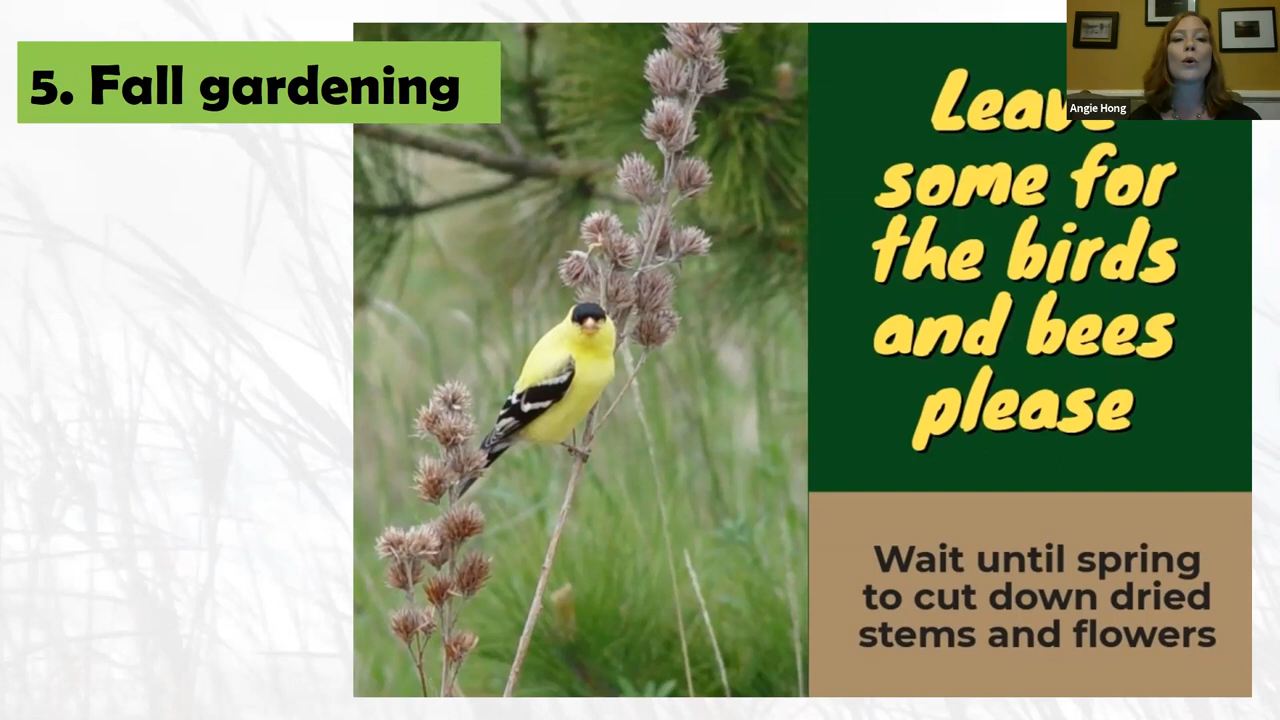 5. Fall gardening
Angie Hong
Leave
some for
the birds
and bees
please
Wait until spring
to cut down dried
stems and flowers